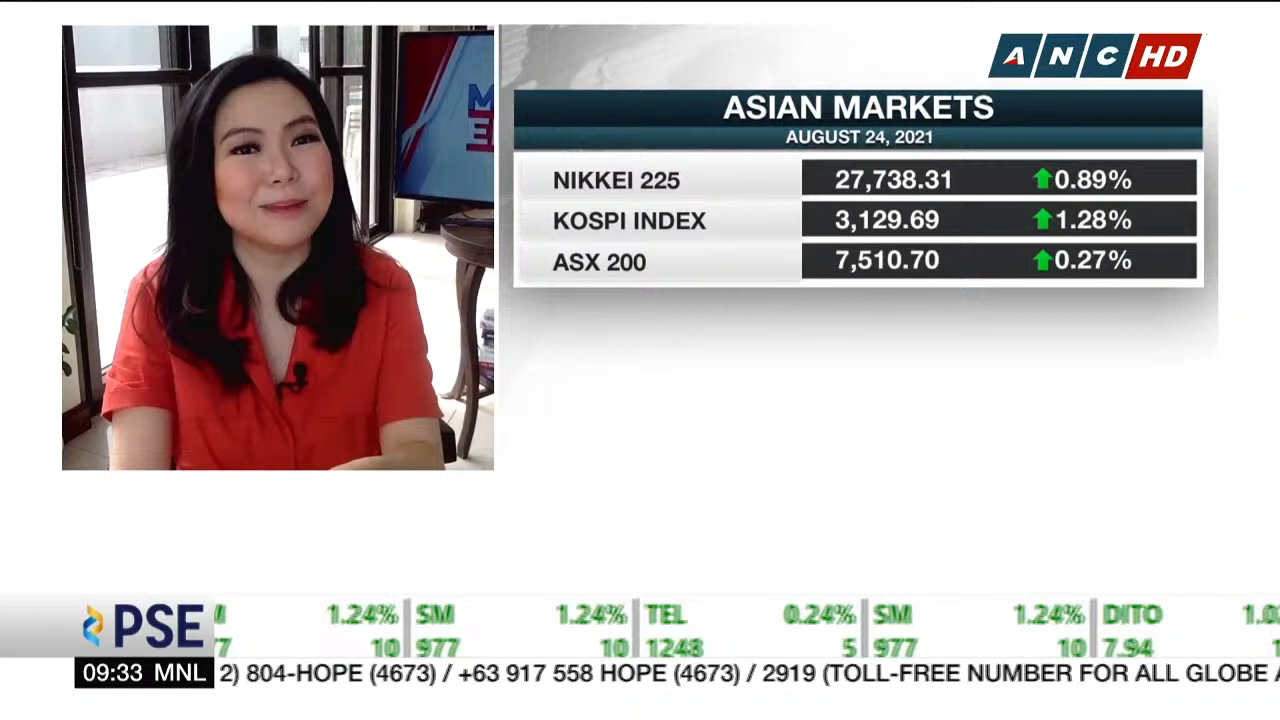 ANC HD
ASIAN MARKETS
AUGUST 24, 2021
NIKKEI 225 27,738.31 0.89%
KOSPI INDEX 3,129.69 1.28%
ASX 200 7,510.70 0.27%
PSE 1.24% SM 1.24% TEL 0.24% SM 1.24% DITO
10 977 10 1248 5 977 10 7.94
09:33 MNL 2) 804-HOPE (4673) / +63 917 558 HOPE (4673) / 2919 (TOLL-FREE NUMBER FOR ALL GLOBE